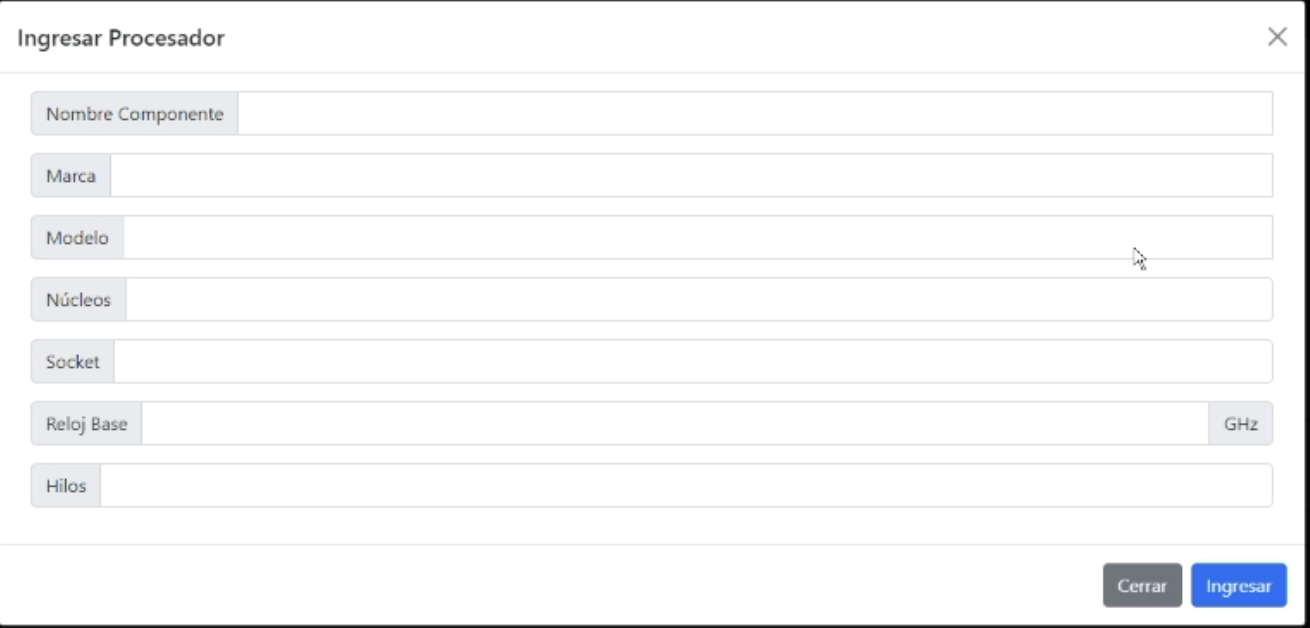 Ingresar Procesador
Nombre Componente
Marca
Modelo
Núcleos
Socket
Reloj Base GHz
Hilos
Cerrar Ingresar